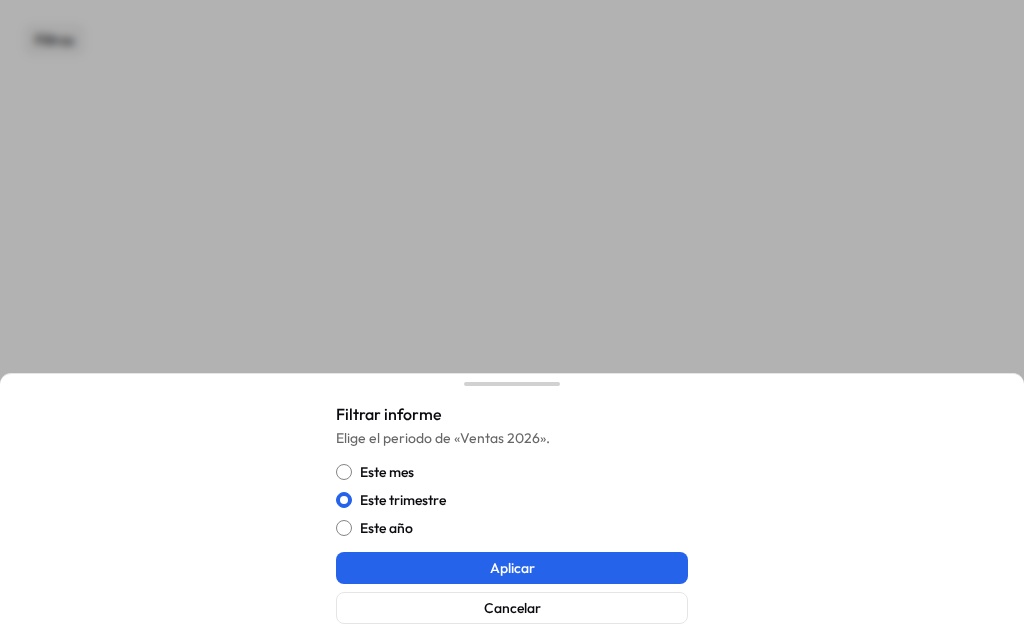 Filtrar informe
Elige el periodo de «Ventas 2026».
Este mes
Este trimestre
Este año
Aplicar
Cancelar